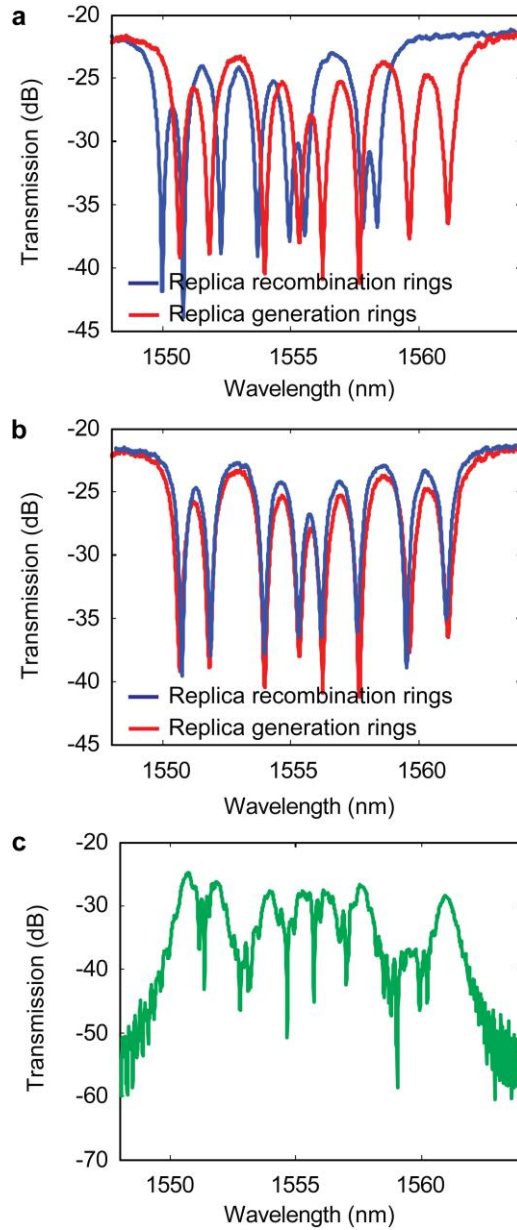 a
-20
-25
-30
-35
-40
-45
Transmission (dB)
Replica recombination rings
Replica generation rings
1550
1555
1560
Wavelength (nm)
b
-20
-25
-30
-35
-40
-45
Transmission (dB)
Replica recombination rings
Replica generation rings
1550
1555
1560
Wavelength (nm)
c
-20
-30
-40
-50
-60
-70
Transmission (dB)
1550
1555
1560
Wavelength (nm)